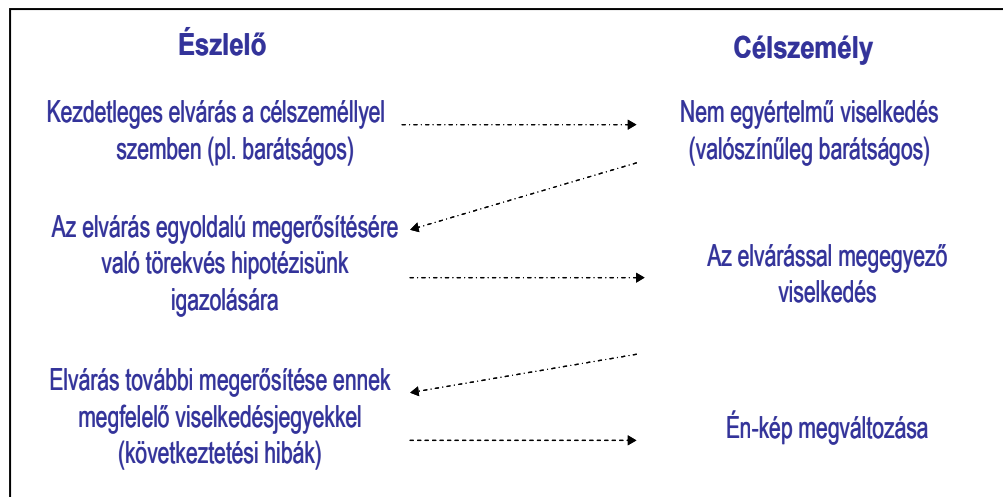 Észlelő
Célszemély
Kezdetleges elvárás a célszeméllyel
szemben (pl. barátságos)
Nem egyértelmű viselkedés
(valószínűleg barátságos)
Az elvárás egyoldalú megerősítésére
való törekvés hipotézisünk
igazolására
Az elvárással megegyező
viselkedés
Elvárás további megerősítése ennek
megfelelő viselkedésjegyekkel
(következtetési hibák)
Én-kép megváltozása